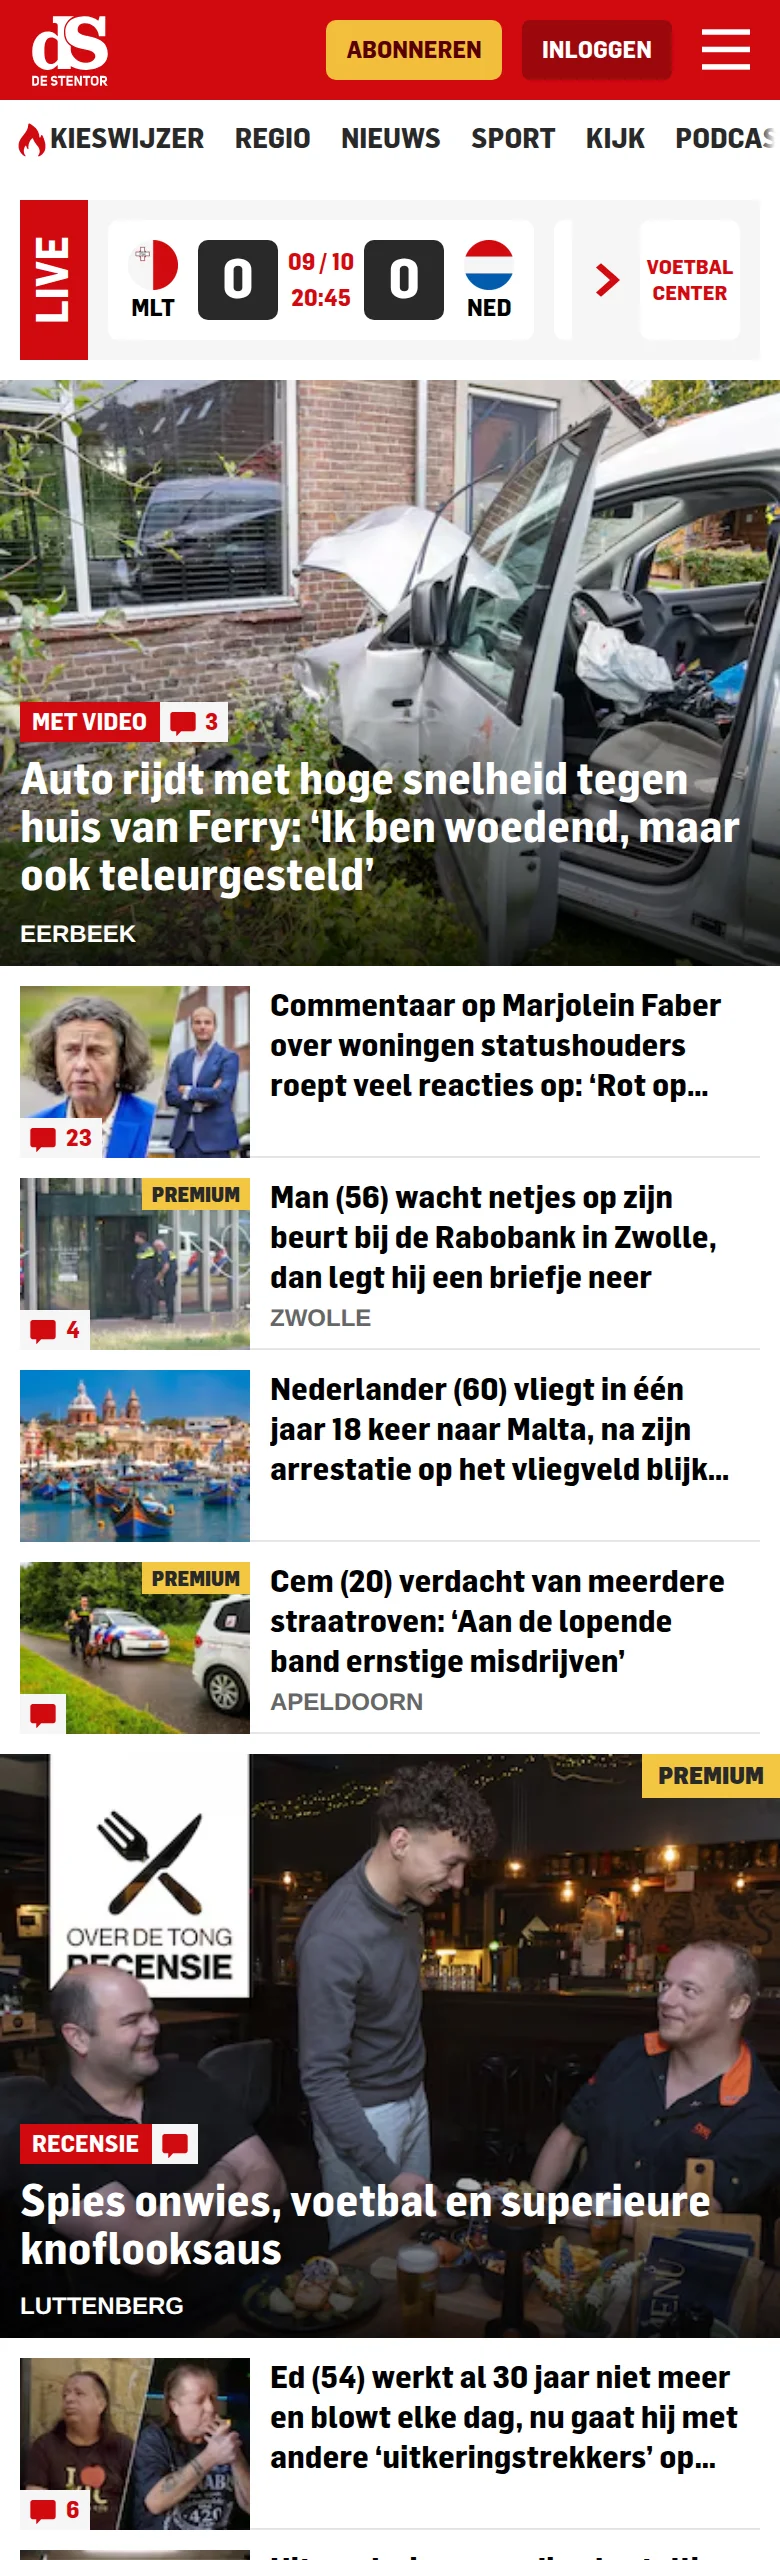 dS
DE STENTOR
ABONNEREN
INLOGGEN
KIESWIJZER REGIO NIEUWS SPORT KIJK PODCAS
LIVE
MLT
0
09 / 10
20:45
0
NED
VOETBAL
CENTER
MET VIDEO 3
Auto rijdt met hoge snelheid tegen
huis van Ferry: ‘Ik ben woedend, maar
ook teleurgesteld’
EERBEEK
Commentaar op Marjolein Faber
over woningen statushouders
roept veel reacties op: ‘Rot op...
23
PREMIUM
Man (56) wacht netjes op zijn
beurt bij de Rabobank in Zwolle,
dan legt hij een briefje neer
ZWOLLE
4
Nederlander (60) vliegt in één
jaar 18 keer naar Malta, na zijn
arrestatie op het vliegveld blijk...
PREMIUM
Cem (20) verdacht van meerdere
straatroven: ‘Aan de lopende
band ernstige misdrijven’
APELDOORN
PREMIUM
OVER DE TONG
RECENSIE
RECENSIE
Spies onwies, voetbal en superieure
knoflooksaus
LUTTENBERG
MENU
Ed (54) werkt al 30 jaar niet meer
en blowt elke dag, nu gaat hij met
andere ‘uitkeringstrekkers’ op...
6
420